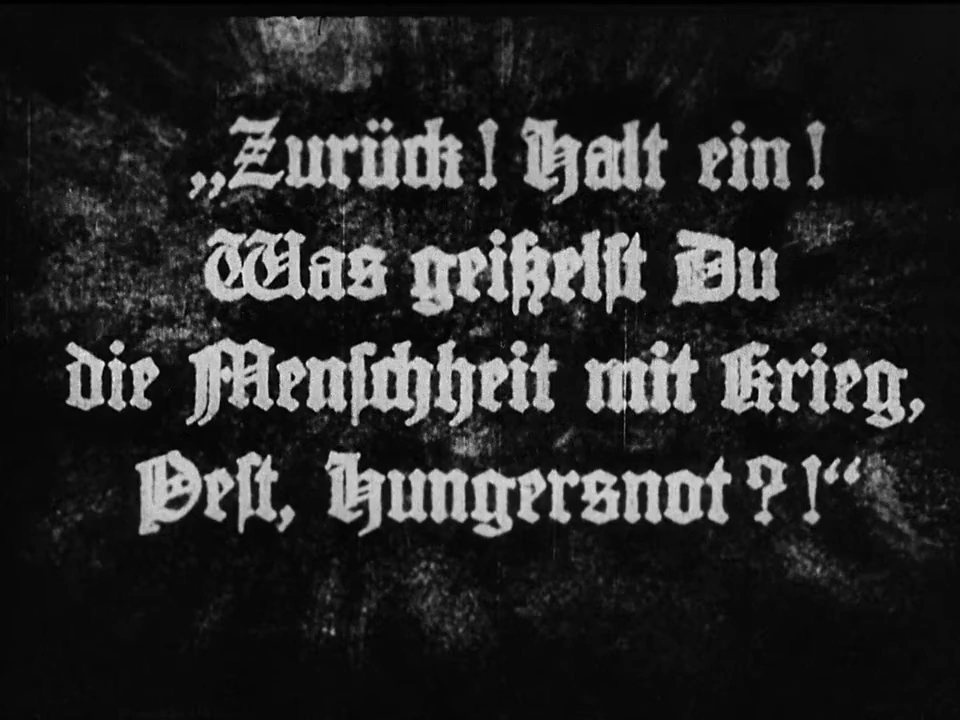 „Zurück! Halt ein!
Was geißelst Du
die Menschheit mit Krieg,
Pest, Hungersnot?!“